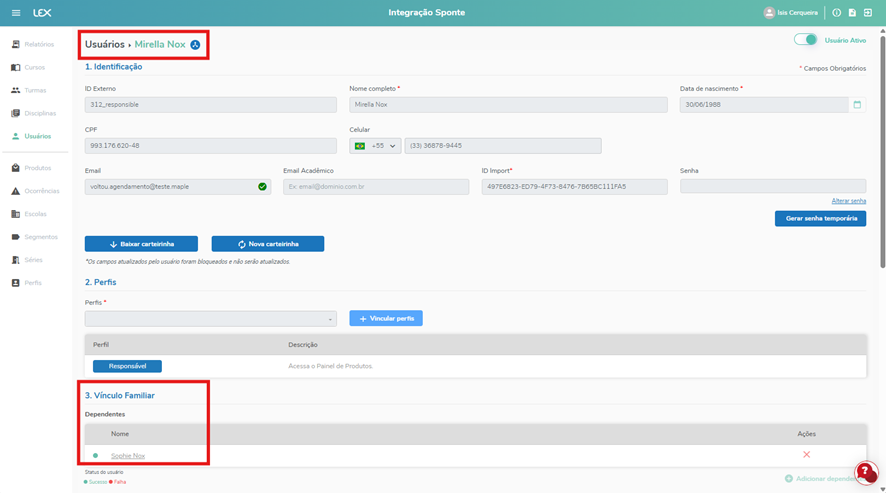 LEX
Integração Sponte
Isis Cerqueira
Relatórios
Cursos
Turmas
Disciplinas
Usuários
Produtos
Ocorrências
Escolas
Segmentos
Séries
Perfis
Usuários › Mirella Nox
Usuário Ativo
1. Identificação
* Campos Obrigatórios
ID Externo
Nome completo *
Data de nascimento *
312_responsible
Mirella Nox
30/06/1988
CPF
Celular
993.176.620-48
+55
(33) 36878-9445
Email
Email Acadêmico
ID Import*
Senha
voltou.agendamento@teste.maple
Ex: email@dominio.com.br
497E6823-ED79-4F73-8476-7B65BC111FA5
Alterar senha
Gerar senha temporária
Baixar carteirinha
Nova carteirinha
*Os campos atualizados pelo usuário foram bloqueados e não serão atualizados.
2. Perfis
Perfis *
+ Vincular perfis
Perfil
Descrição
Responsável
Acessa o Painel de Produtos.
3. Vínculo Familiar
Dependentes
Nome
Ações
Sophie Nox
Status do usuário
Sucesso
Falha
Adicionar